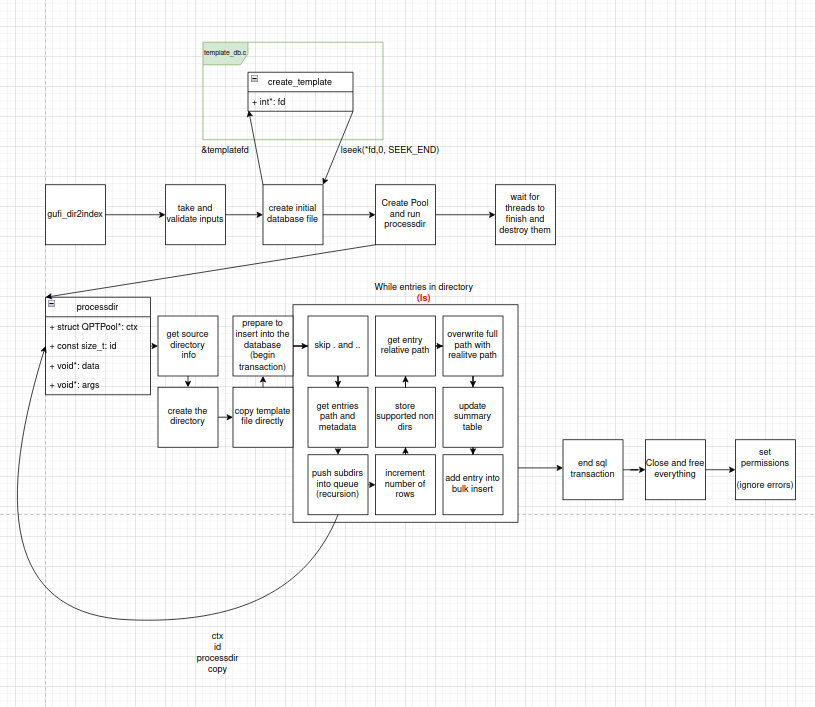 template_db.c
create_template
+ int*: fd
&templatefd
lseek(*fd,0, SEEK_END)
gufi_dir2index
take and
validate inputs
create initial
database file
Create Pool
and run
processdir
wait for
threads to
finish and
destroy them
processdir
+ struct QPTPool*: ctx
+ const size_t: id
+ void*: data
+ void*: args
get source
directory
info
create the
directory
copy template
file directly
prepare to
insert into the
database
(begin
transaction)
While entries in directory
(ls)
skip . and ..
get entries
path and
metadata
push subdirs
into queue
(recursion)
increment
number of
rows
store
supported non
dirs
get entry
relative path
overwrite full
path with
realitve path
update
summary
table
add entry into
bulk insert
end sql
transaction
Close and free
everything
set
permissions
(ignore errors)
ctx
id
processdir
copy